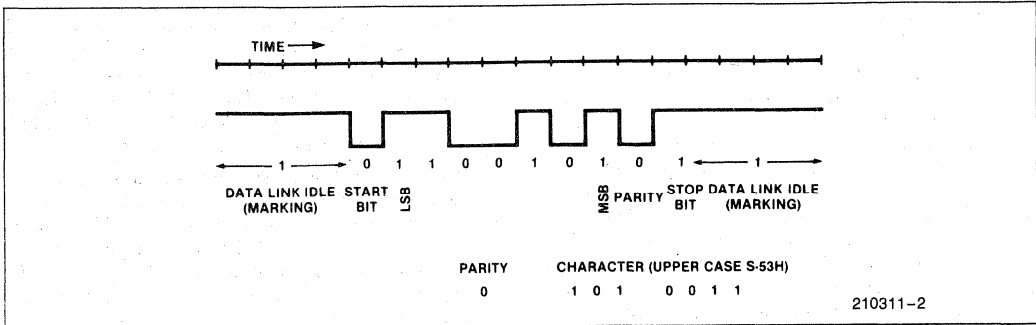 TIME
1 0 1 1 0 0 1 0 1 0 1 1
DATA LINK IDLE START LSB MSB PARITY STOP DATA LINK IDLE
(MARKING) BIT BIT (MARKING)
PARITY CHARACTER (UPPER CASE S-53H)
0 1 0 1 0 0 1 1
210311-2